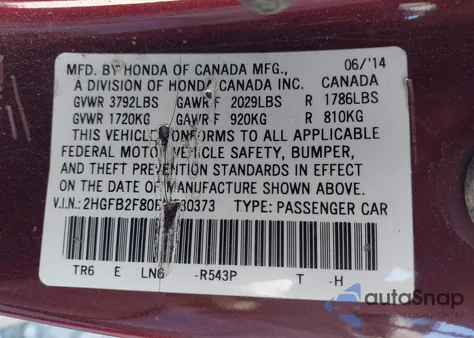 MFD. BY HONDA OF CANADA MFG., 06/'14
A DIVISION OF HONDA CANADA INC. CANADA
GVWR 3792LBS GAWR F 2029LBS R 1786LBS
GVWR 1720KG GAWR F 920KG R 810KG
THIS VEHICLE CONFORMS TO ALL APPLICABLE
FEDERAL MOTOR VEHICLE SAFETY, BUMPER,
AND THEFT PREVENTION STANDARDS IN EFFECT
ON THE DATE OF MANUFACTURE SHOWN ABOVE.
V.I.N.: TYPE: PASSENGER CAR
TR6 E LN6 -R543P T -H
autoSnap